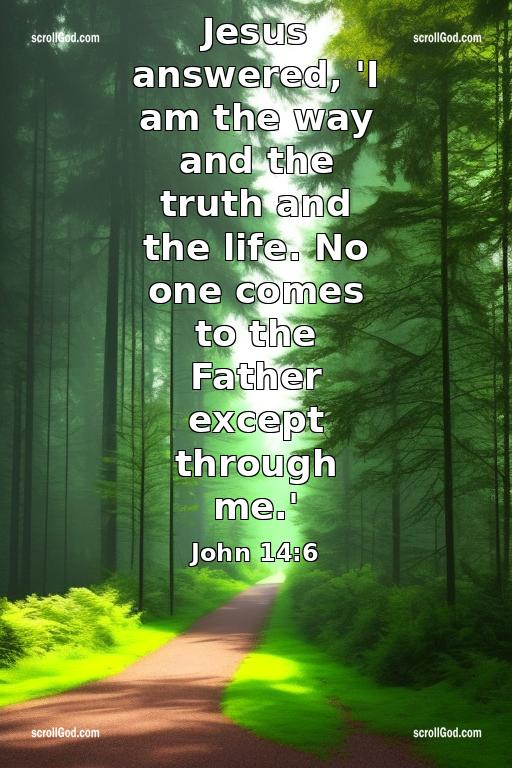 scrollGod.com
scrollGod.com
Jesus
answered, 'I
am the way
and the
truth and
the life. No
one comes
to the
Father
except
through
me.'
John 14:6
scrollGod.com
scrollGod.com